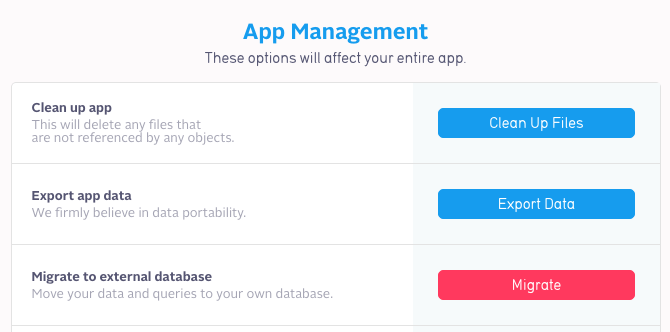 App Management
These options will affect your entire app.
Clean up app
This will delete any files that
are not referenced by any objects.
Clean Up Files
Export app data
We firmly believe in data portability.
Export Data
Migrate to external database
Move your data and queries to your own database.
Migrate